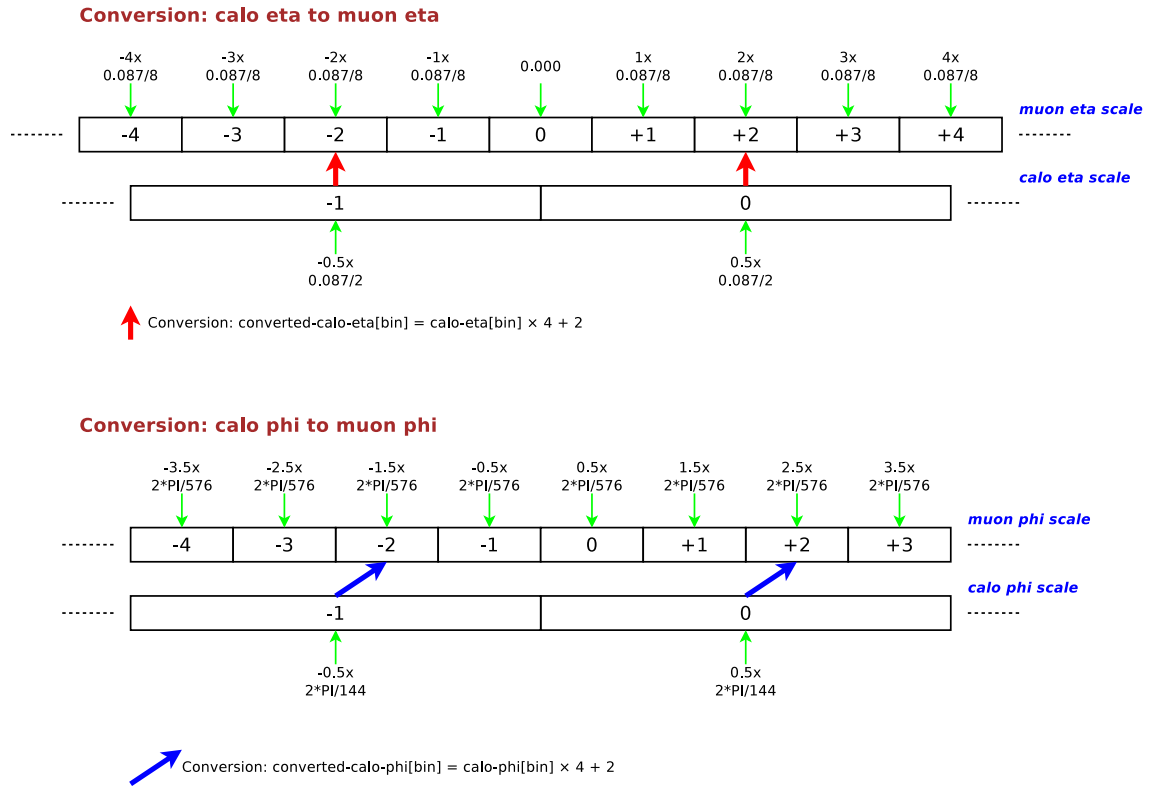 Conversion: calo eta to muon eta
-4x -3x -2x -1x 0.000 1x 2x 3x 4x
0.087/8 0.087/8 0.087/8 0.087/8 0.087/8 0.087/8 0.087/8 0.087/8
muon eta scale
-4 -3 -2 -1 0 +1 +2 +3 +4
calo eta scale
-1 0
-0.5x 0.5x
0.087/2 0.087/2
Conversion: converted-calo-eta[bin] = calo-eta[bin] × 4 + 2
Conversion: calo phi to muon phi
-3.5x -2.5x -1.5x -0.5x 0.5x 1.5x 2.5x 3.5x
2*PI/576 2*PI/576 2*PI/576 2*PI/576 2*PI/576 2*PI/576 2*PI/576 2*PI/576
muon phi scale
-4 -3 -2 -1 0 +1 +2 +3
calo phi scale
-1 0
-0.5x 0.5x
2*PI/144 2*PI/144
Conversion: converted-calo-phi[bin] = calo-phi[bin] × 4 + 2